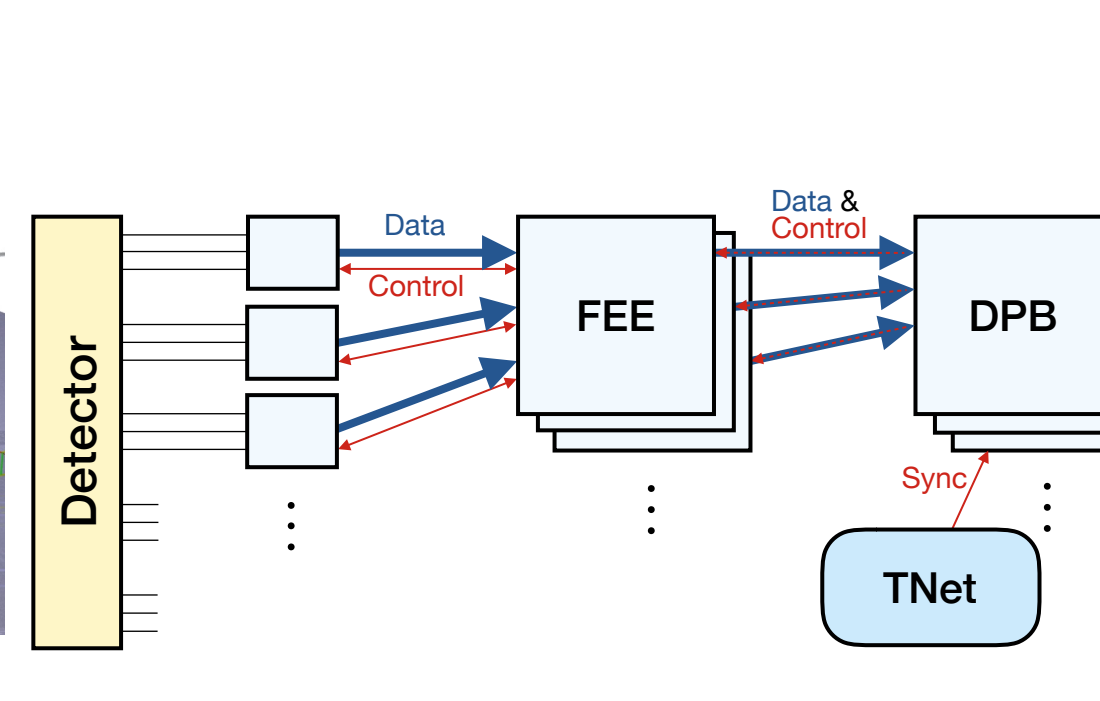 Data &
Control
Data
Control
FEE
DPB
Detector
Sync
TNet